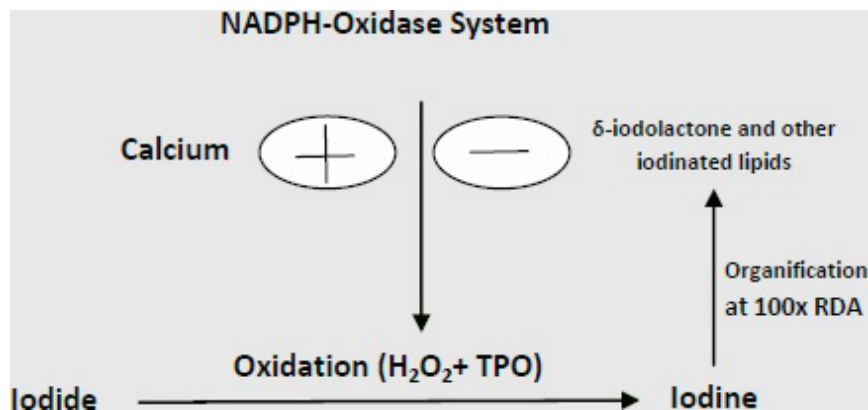 NADPH-Oxidase System
Calcium
+
−
δ-iodolactone and other
iodinated lipids
Organification
at 100x RDA
Oxidation (H₂O₂+ TPO)
Iodide
Iodine